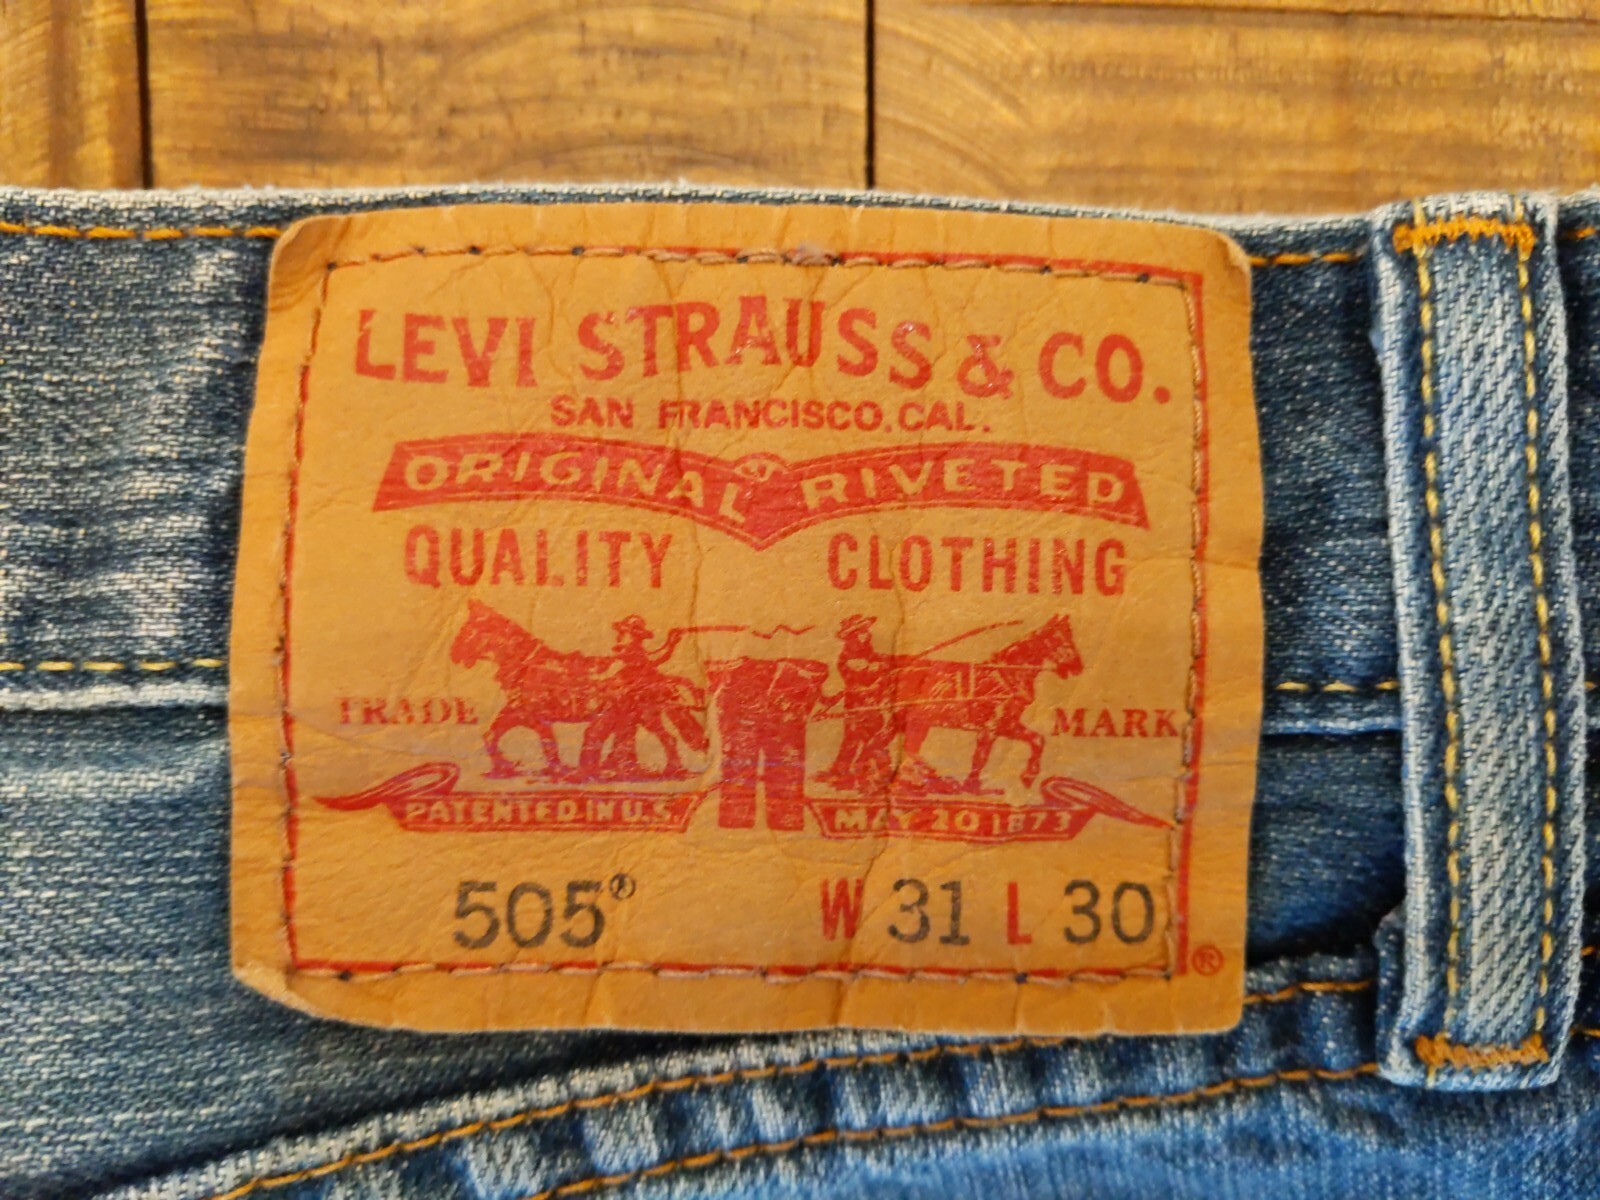 LEVI STRAUSS & CO.
SAN FRANCISCO, CAL.
ORIGINAL RIVETED
QUALITY CLOTHING
TRADE MARK
PATENTED IN U.S. MAY 20 1873
505® W 31 L 30
®